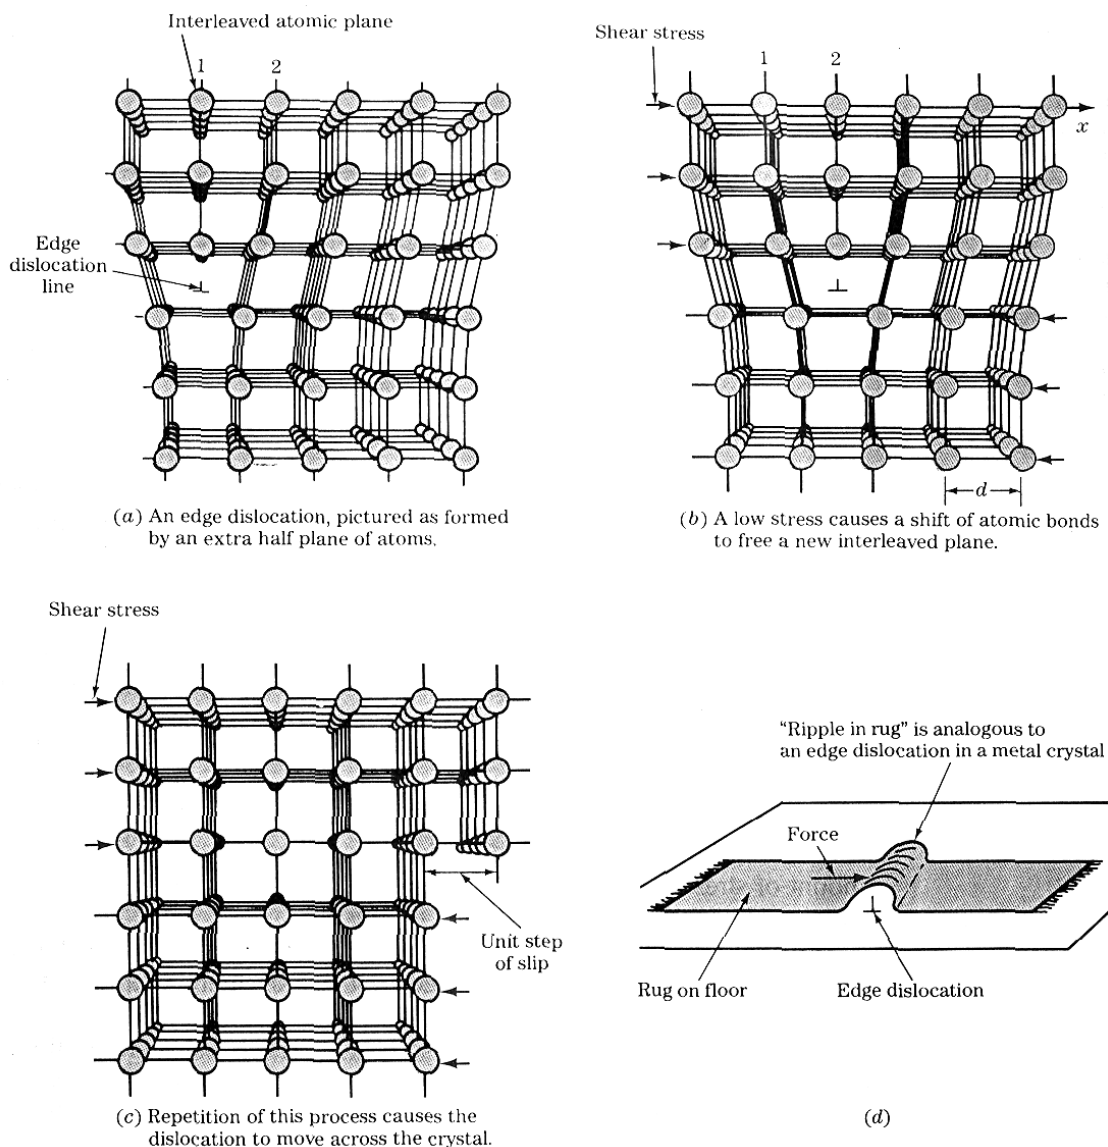 Interleaved atomic plane
1 2
Edge
dislocation
line
(a) An edge dislocation, pictured as formed
by an extra half plane of atoms.
Shear stress
1 2
x
d
(b) A low stress causes a shift of atomic bonds
to free a new interleaved plane.
Shear stress
Unit step
of slip
(c) Repetition of this process causes the
dislocation to move across the crystal.
"Ripple in rug" is analogous to
an edge dislocation in a metal crystal
Force
Rug on floor
Edge dislocation
(d)